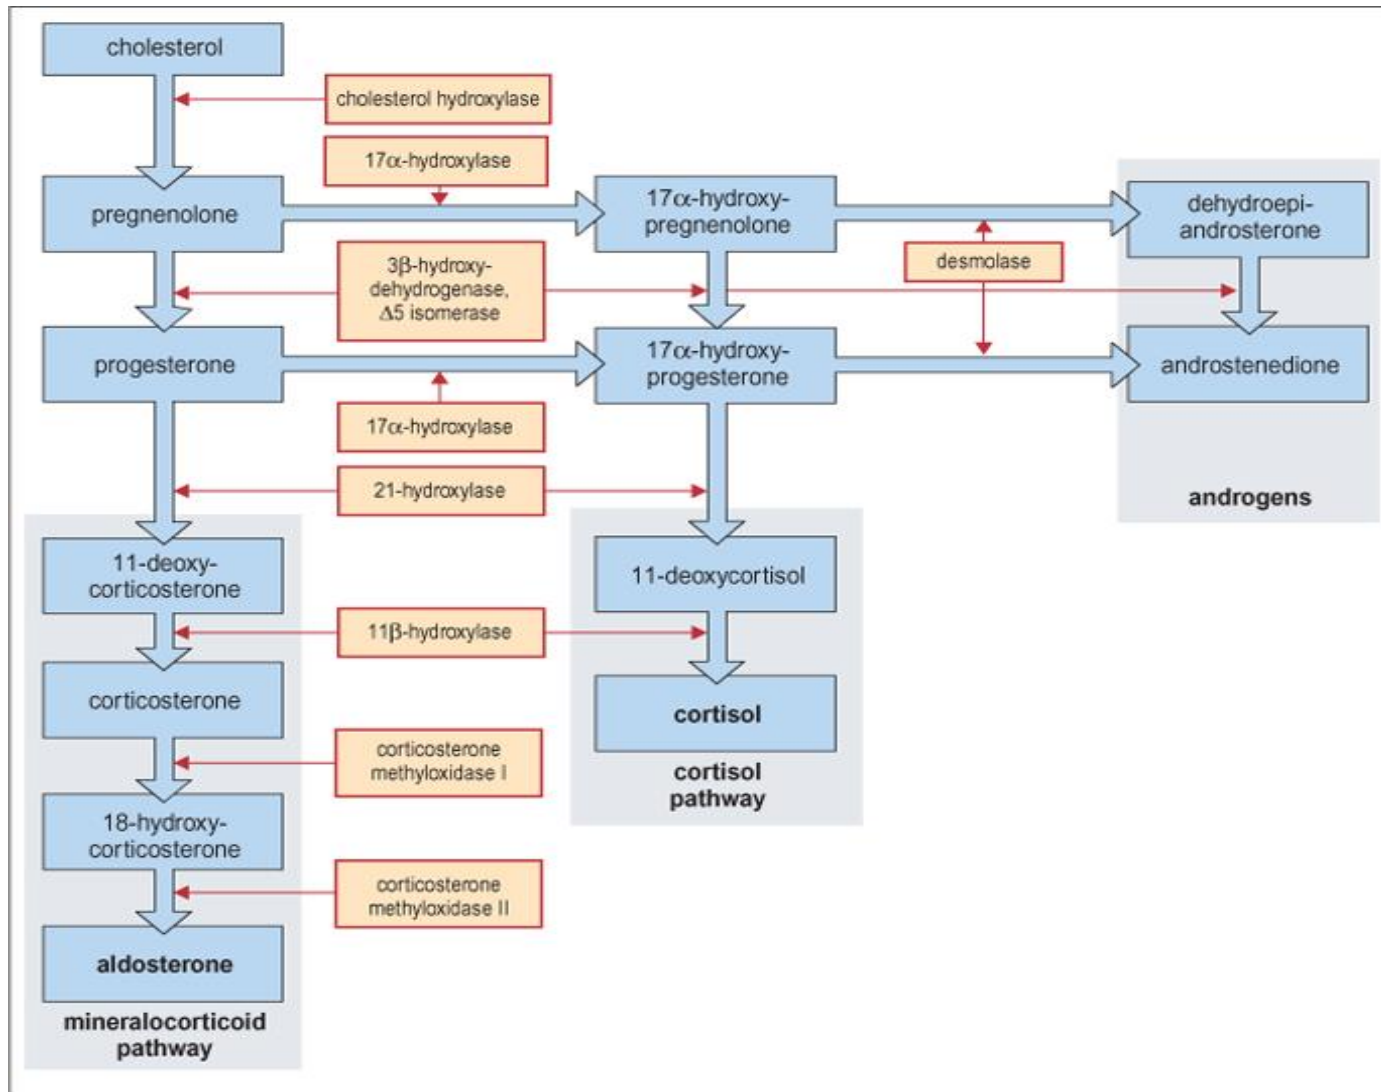 cholesterol
cholesterol hydroxylase
17α-hydroxylase
pregnenolone
17α-hydroxy-
pregnenolone
dehydroepi-
androsterone
3β-hydroxy-
dehydrogenase,
Δ5 isomerase
desmolase
progesterone
17α-hydroxy-
progesterone
androstenedione
17α-hydroxylase
21-hydroxylase
androgens
11-deoxy-
corticosterone
11-deoxycortisol
11β-hydroxylase
corticosterone
cortisol
corticosterone
methyloxidase I
cortisol
pathway
18-hydroxy-
corticosterone
corticosterone
methyloxidase II
aldosterone
mineralocorticoid
pathway